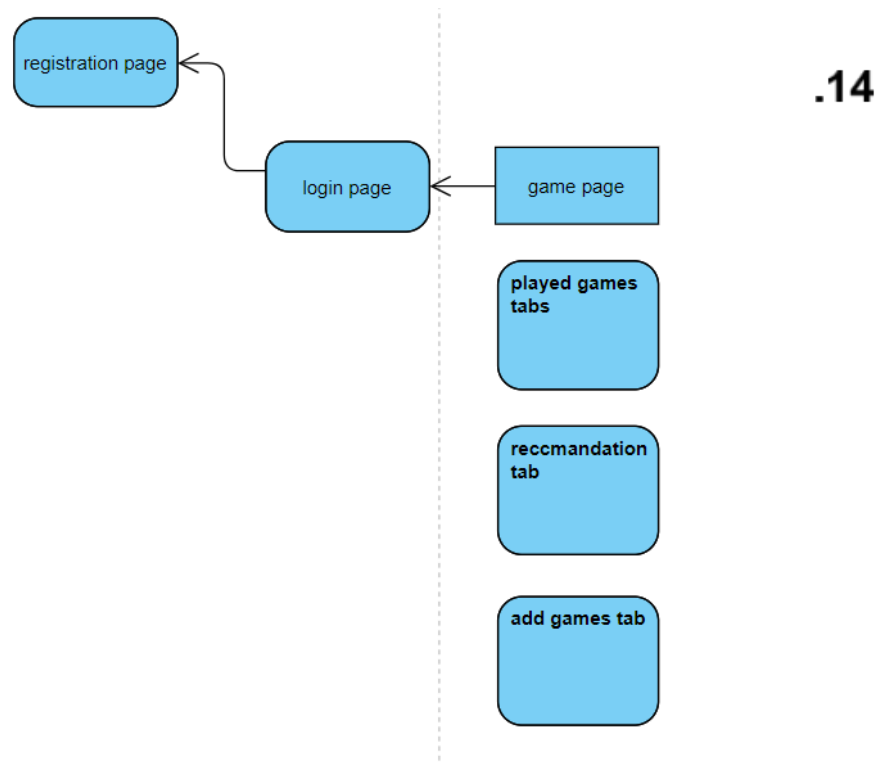 registration page
.14
login page
game page
played games
tabs
reccmandation
tab
add games tab